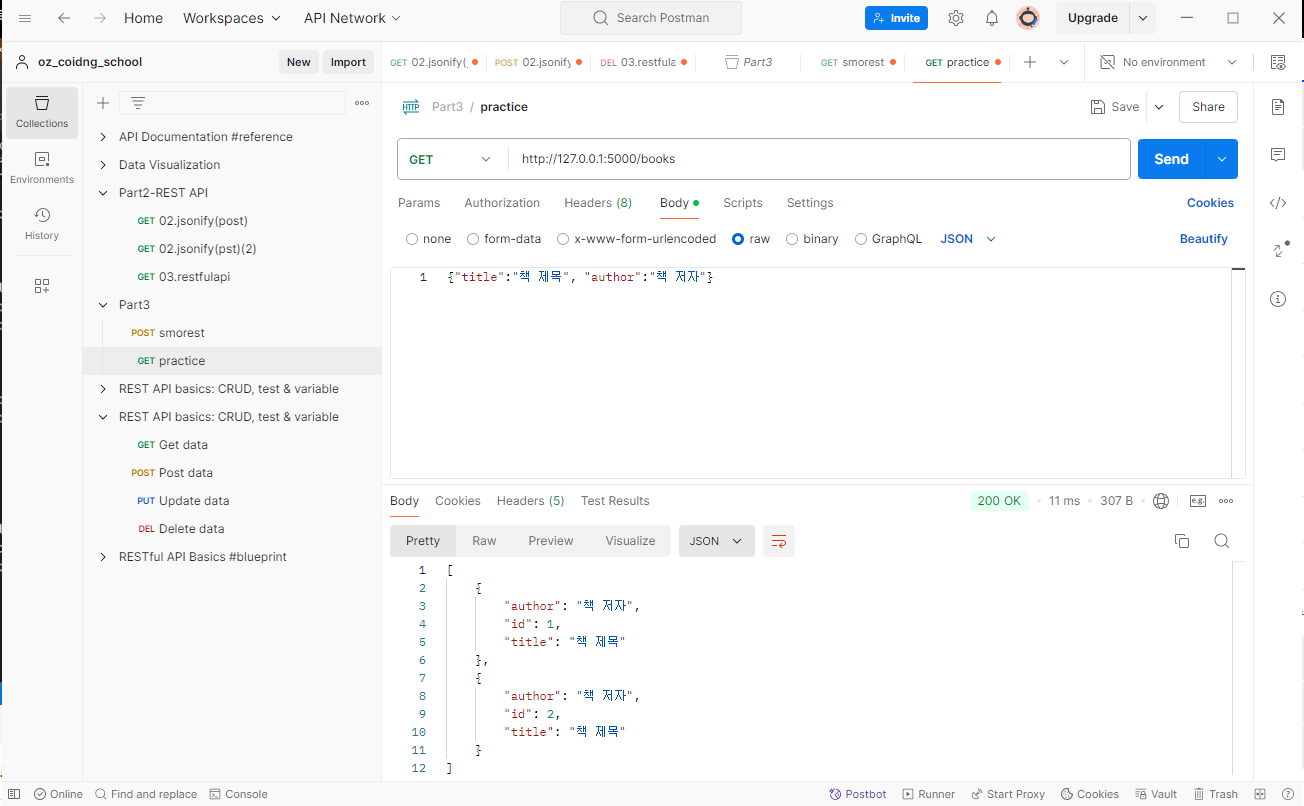 Home Workspaces API Network Search Postman Invite Upgrade
oz_coidng_school New Import GET 02.jsonify(. POST 02.jsonify DEL 03.restfula Part3 GET smorest GET practice No environment
Collections
Environments
History
API Documentation #reference
Data Visualization
Part2-REST API
GET 02.jsonify(post)
GET 02.jsonify(pst)(2)
GET 03.restfulapi
Part3
POST smorest
GET practice
REST API basics: CRUD, test & variable
REST API basics: CRUD, test & variable
GET Get data
POST Post data
PUT Update data
DEL Delete data
RESTful API Basics #blueprint
HTTP Part3 / practice Save Share
GET http://127.0.0.1:5000/books Send
Params Authorization Headers (8) Body Scripts Settings Cookies
none form-data x-www-form-urlencoded raw binary GraphQL JSON Beautify
1 {"title":"책 제목", "author":"책 저자"}
Body Cookies Headers (5) Test Results 200 OK 11 ms 307 B e.g.
Pretty Raw Preview Visualize JSON
1 [
2 {
3 "author": "책 저자",
4 "id": 1,
5 "title": "책 제목"
6 },
7 {
8 "author": "책 저자",
9 "id": 2,
10 "title": "책 제목"
11 }
12 ]
Online Find and replace Console Postbot Runner Start Proxy Cookies Vault Trash